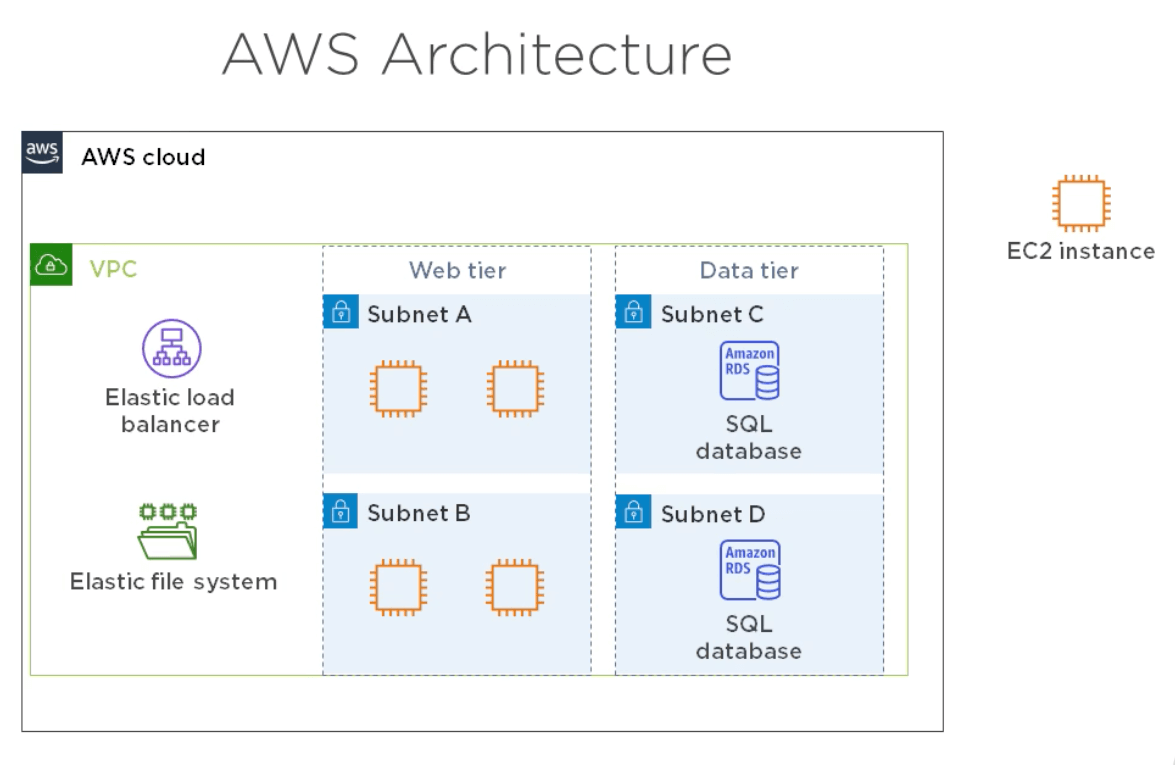 AWS Architecture
aws
AWS cloud
EC2 instance
VPC
Web tier
Data tier
Subnet A
Subnet C
Elastic load
balancer
Amazon
RDS
SQL
database
Subnet B
Subnet D
Elastic file system
Amazon
RDS
SQL
database